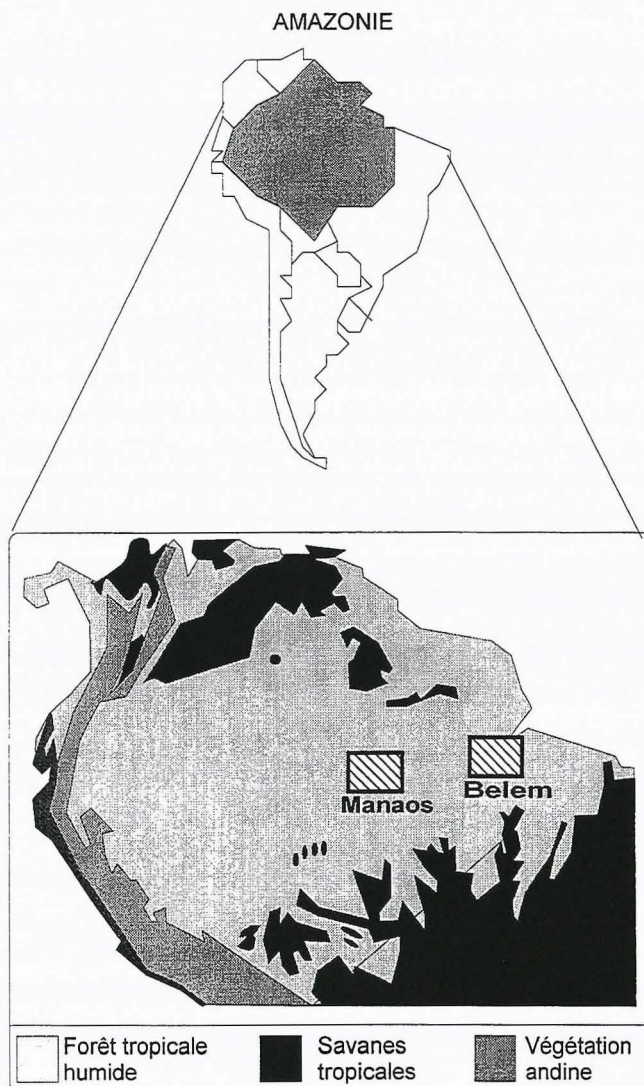 AMAZONIE
Manaos
Belem
Forêt tropicale
humide
Savanes
tropicales
Végétation
andine